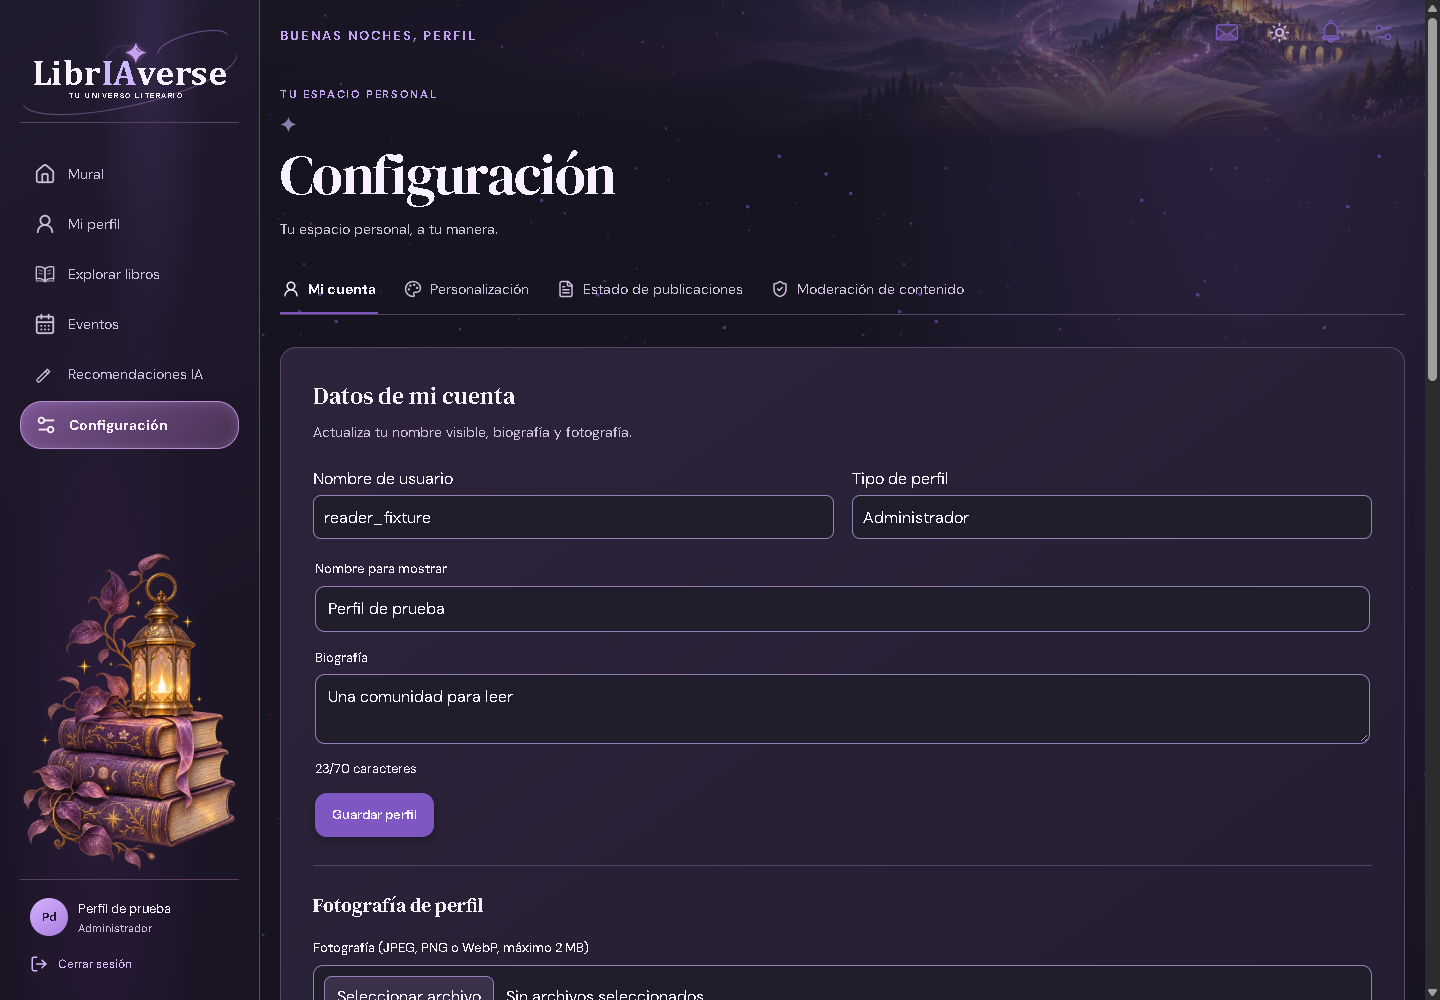 LibrIAverse
TU UNIVERSO LITERARIO
Mural
Mi perfil
Explorar libros
Eventos
Recomendaciones IA
Configuración
Pd
Perfil de prueba
Administrador
Cerrar sesión
BUENAS NOCHES, PERFIL
TU ESPACIO PERSONAL
Configuración
Tu espacio personal, a tu manera.
Mi cuenta
Personalización
Estado de publicaciones
Moderación de contenido
Datos de mi cuenta
Actualiza tu nombre visible, biografía y fotografía.
Nombre de usuario
reader_fixture
Tipo de perfil
Administrador
Nombre para mostrar
Perfil de prueba
Biografía
Una comunidad para leer
23/70 caracteres
Guardar perfil
Fotografía de perfil
Fotografía (JPEG, PNG o WebP, máximo 2 MB)
Seleccionar archivo
Sin archivos seleccionados